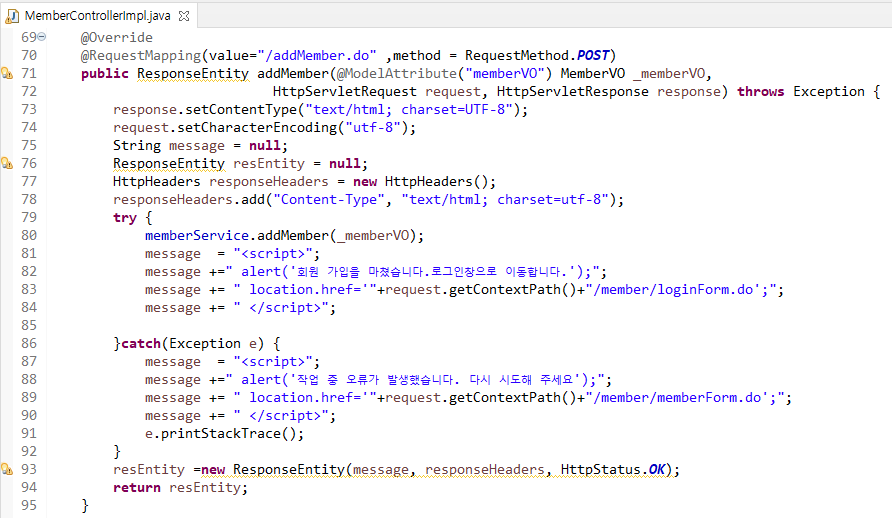 MemberControllerImpl.java
69 @Override
70 @RequestMapping(value="/addMember.do" ,method = RequestMethod.POST)
71 public ResponseEntity addMember(@ModelAttribute("memberVO") MemberVO _memberVO,
72 HttpServletRequest request, HttpServletResponse response) throws Exception {
73 response.setContentType("text/html; charset=UTF-8");
74 request.setCharacterEncoding("utf-8");
75 String message = null;
76 ResponseEntity resEntity = null;
77 HttpHeaders responseHeaders = new HttpHeaders();
78 responseHeaders.add("Content-Type", "text/html; charset=utf-8");
79 try {
80 memberService.addMember(_memberVO);
81 message  = "<script>";
82 message +=" alert('회원 가입을 마쳤습니다.로그인창으로 이동합니다.');";
83 message += " location.href='"+request.getContextPath()+"/member/loginForm.do';";
84 message += " </script>";
85
86 }catch(Exception e) {
87 message  = "<script>";
88 message +=" alert('작업 중 오류가 발생했습니다. 다시 시도해 주세요');";
89 message += " location.href='"+request.getContextPath()+"/member/memberForm.do';";
90 message += " </script>";
91 e.printStackTrace();
92 }
93 resEntity =new ResponseEntity(message, responseHeaders, HttpStatus.OK);
94 return resEntity;
95 }